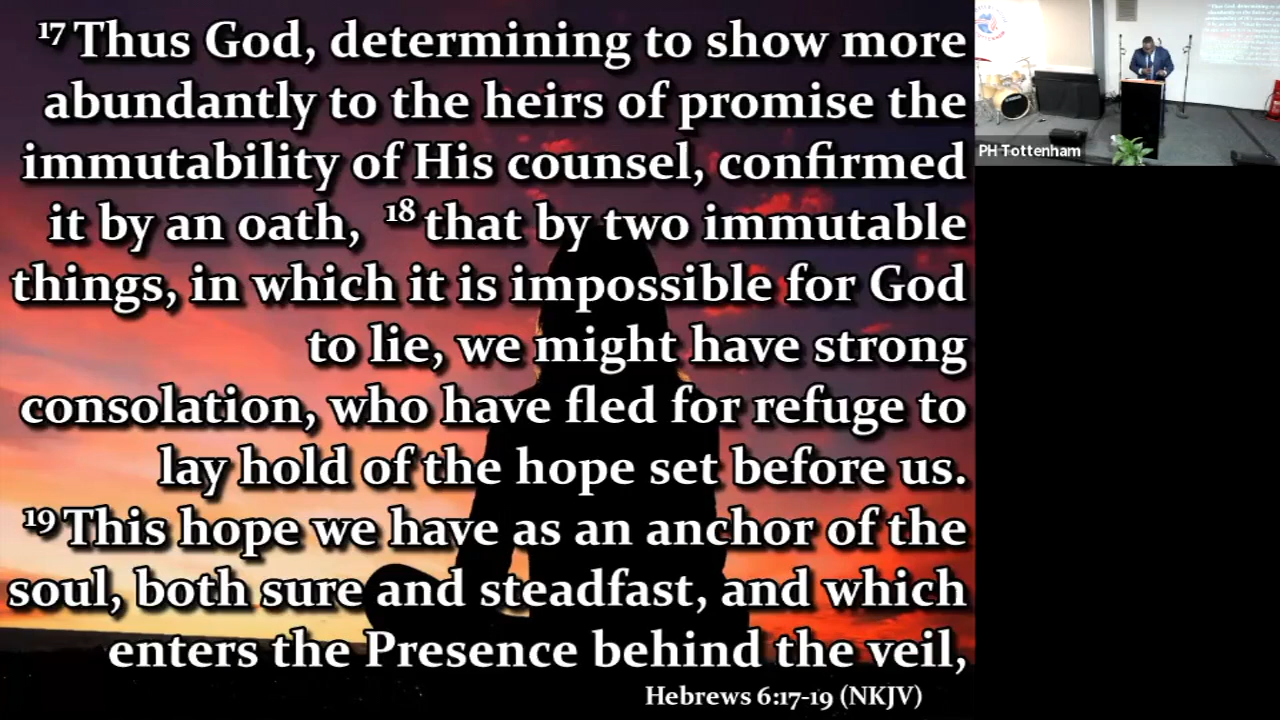 ¹⁷ Thus God, determining to show more
abundantly to the heirs of promise the
immutability of His counsel, confirmed
it by an oath, ¹⁸ that by two immutable
things, in which it is impossible for God
to lie, we might have strong
consolation, who have fled for refuge to
lay hold of the hope set before us.
¹⁹ This hope we have as an anchor of the
soul, both sure and steadfast, and which
enters the Presence behind the veil,
Hebrews 6:17-19 (NKJV)
PH Tottenham